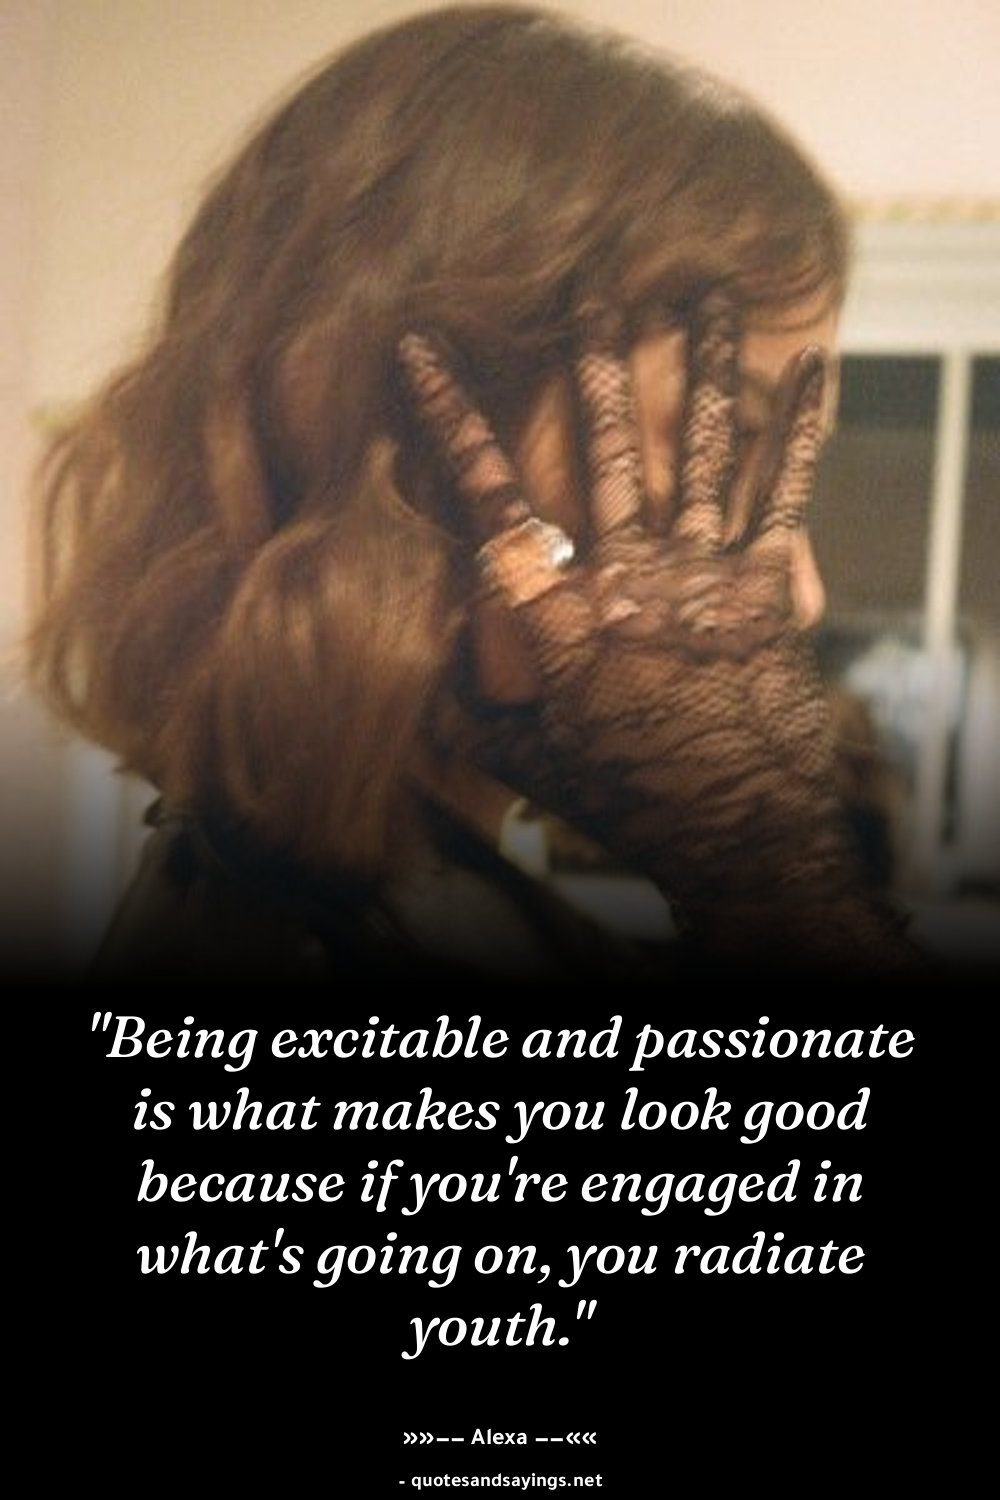 "Being excitable and passionate
is what makes you look good
because if you're engaged in
what's going on, you radiate
youth."
»»−− Alexa −−««
- quotesandsayings.net